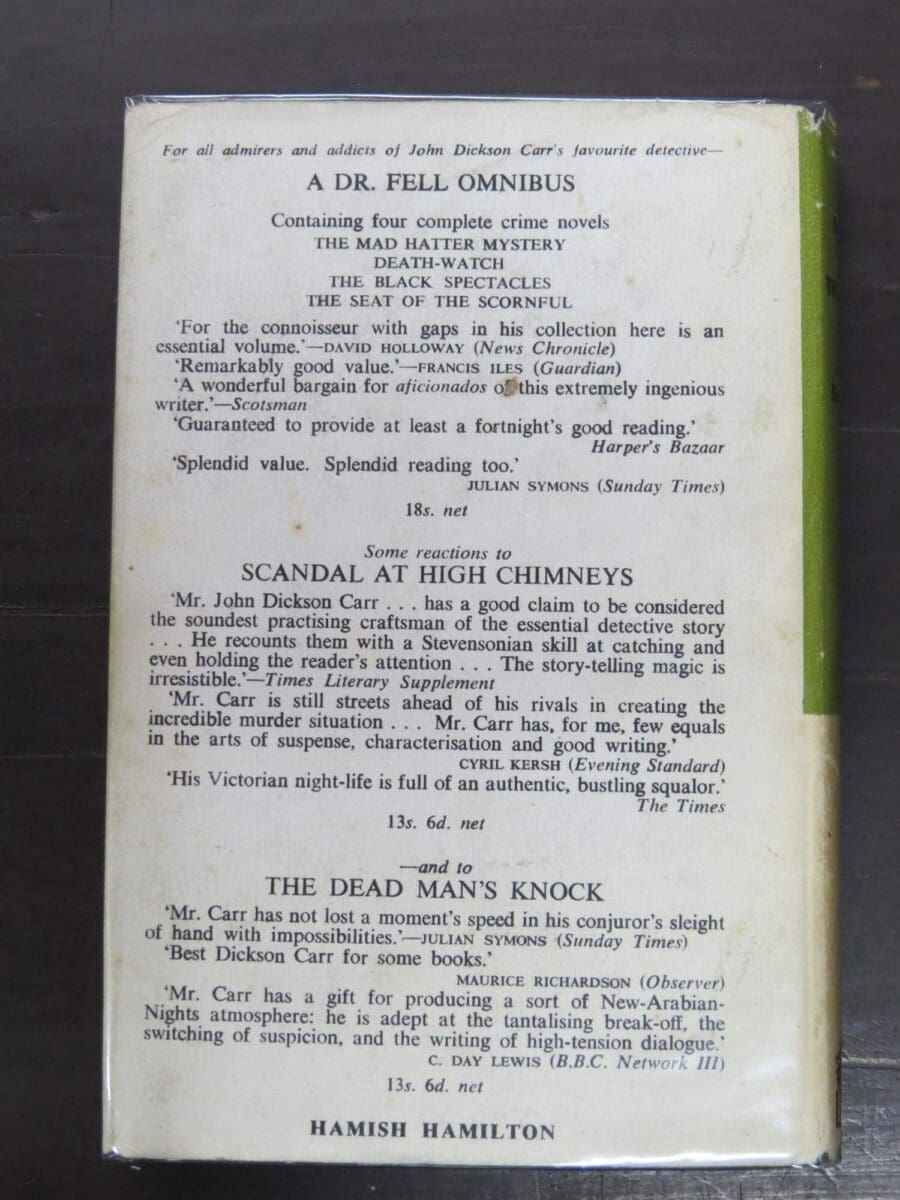 For all admirers and addicts of John Dickson Carr's favourite detective—
A DR. FELL OMNIBUS
Containing four complete crime novels
THE MAD HATTER MYSTERY
DEATH-WATCH
THE BLACK SPECTACLES
THE SEAT OF THE SCORNFUL
'For the connoisseur with gaps in his collection here is an
essential volume.'—DAVID HOLLOWAY (News Chronicle)
'Remarkably good value.'—FRANCIS ILES (Guardian)
'A wonderful bargain for aficionados of this extremely ingenious
writer.'—Scotsman
'Guaranteed to provide at least a fortnight's good reading.'
Harper's Bazaar
'Splendid value. Splendid reading too.'
JULIAN SYMONS (Sunday Times)
18s. net
Some reactions to
SCANDAL AT HIGH CHIMNEYS
'Mr. John Dickson Carr . . . has a good claim to be considered
the soundest practising craftsman of the essential detective story
. . . He recounts them with a Stevensonian skill at catching and
even holding the reader's attention . . . The story-telling magic is
irresistible.'—Times Literary Supplement
'Mr. Carr is still streets ahead of his rivals in creating the
incredible murder situation . . . Mr. Carr has, for me, few equals
in the arts of suspense, characterisation and good writing.'
CYRIL KERSH (Evening Standard)
'His Victorian night-life is full of an authentic, bustling squalor.'
The Times
13s. 6d. net
—and to
THE DEAD MAN'S KNOCK
'Mr. Carr has not lost a moment's speed in his conjuror's sleight
of hand with impossibilities.'—JULIAN SYMONS (Sunday Times)
'Best Dickson Carr for some books.'
MAURICE RICHARDSON (Observer)
'Mr. Carr has a gift for producing a sort of New-Arabian-
Nights atmosphere: he is adept at the tantalising break-off, the
switching of suspicion, and the writing of high-tension dialogue.'
C. DAY LEWIS (B.B.C. Network III)
13s. 6d. net
HAMISH HAMILTON